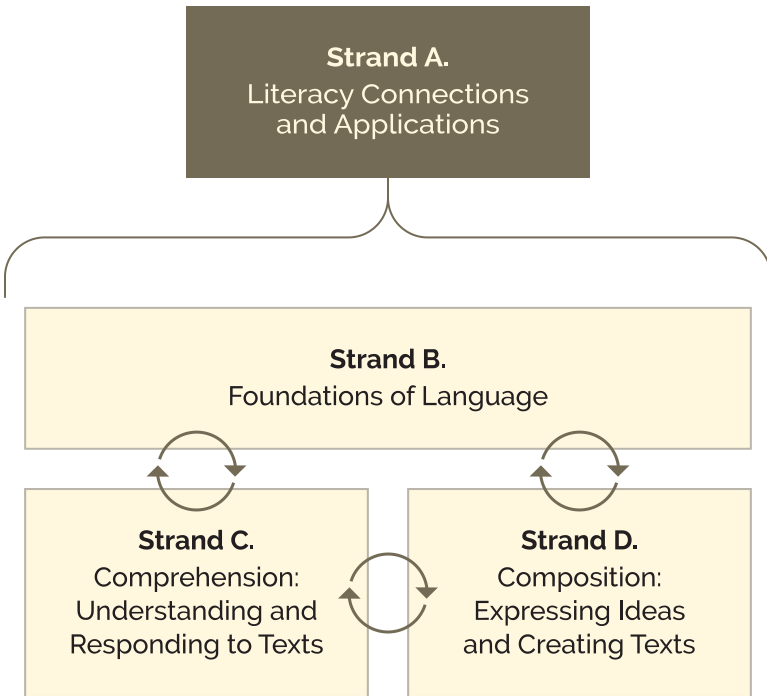 Strand A.
Literacy Connections
and Applications
Strand B.
Foundations of Language
Strand C.
Comprehension:
Understanding and
Responding to Texts
Strand D.
Composition:
Expressing Ideas
and Creating Texts